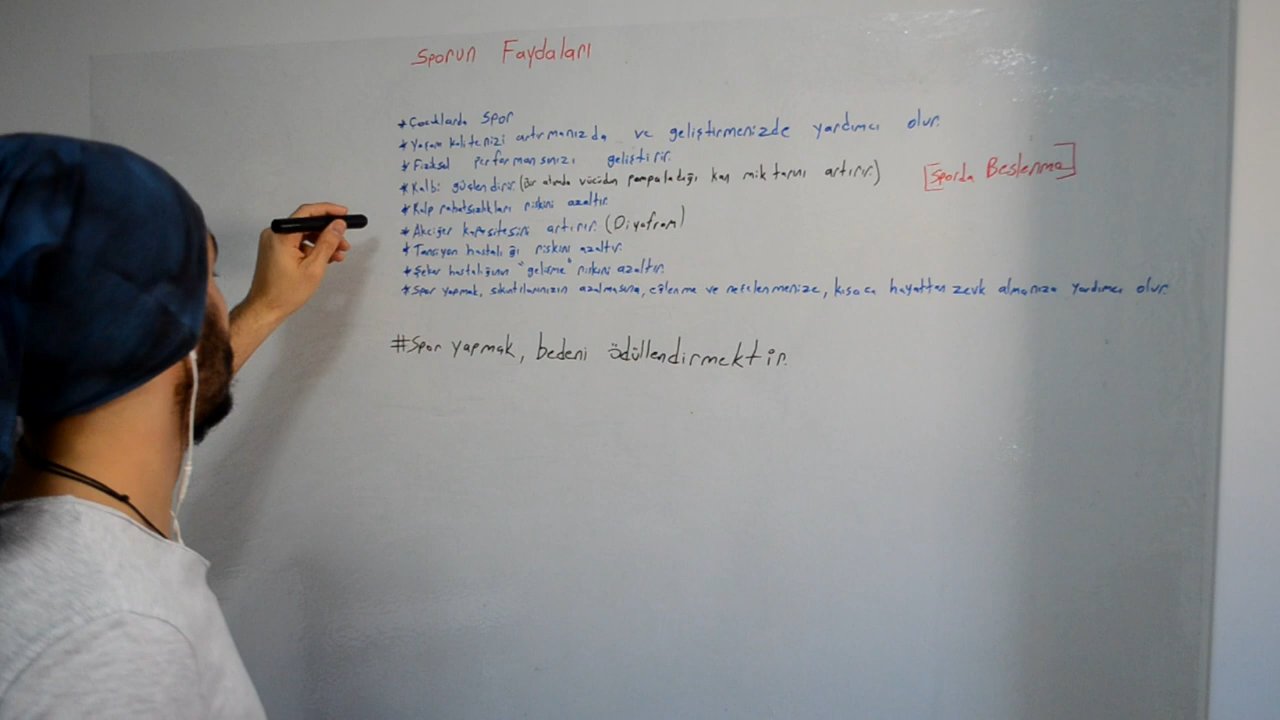 Sporun Faydaları
*Çocuklarda Spor
*Yaşam kalitenizi artırmanızda ve geliştirmenizde yardımcı olur.
*Fiziksel performansınızı geliştirir.
*Kalbi güçlendirir. (Bir atımda vücudun pompaladığı kan miktarını artırır.)
[Sporda Beslenme]
*Kalp rahatsızlıkları riskini azaltır.
*Akciğer kapasitesini artırır. (Diyafram)
*Tansiyon hastalığı riskini azaltır.
*Şeker hastalığının "gelişme" riskini azaltır.
*Spor yapmak, sıkıntılarınızın azalmasına, eğlenme ve neşelenmenize, kısaca hayattan zevk almanıza yardımcı olur.
#Spor yapmak, bedeni ödüllendirmektir.